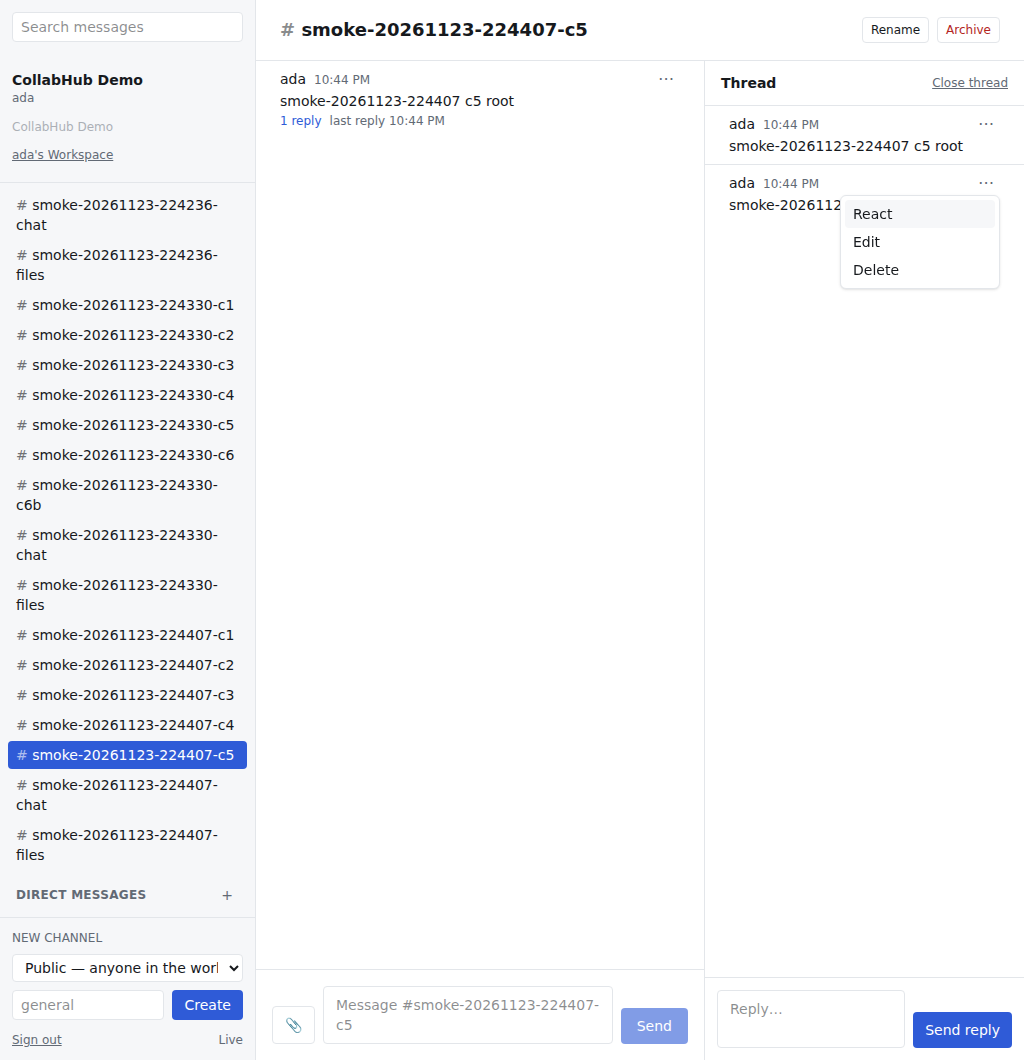 Search messages
CollabHub Demo
ada
CollabHub Demo
ada's Workspace
# smoke-20261123-224236-
chat
# smoke-20261123-224236-
files
# smoke-20261123-224330-c1
# smoke-20261123-224330-c2
# smoke-20261123-224330-c3
# smoke-20261123-224330-c4
# smoke-20261123-224330-c5
# smoke-20261123-224330-c6
# smoke-20261123-224330-
c6b
# smoke-20261123-224330-
chat
# smoke-20261123-224330-
files
# smoke-20261123-224407-c1
# smoke-20261123-224407-c2
# smoke-20261123-224407-c3
# smoke-20261123-224407-c4
# smoke-20261123-224407-c5
# smoke-20261123-224407-
chat
# smoke-20261123-224407-
files
DIRECT MESSAGES +
NEW CHANNEL
Public — anyone in the worl
general Create
Sign out Live
# smoke-20261123-224407-c5 Rename Archive
ada 10:44 PM ...
smoke-20261123-224407 c5 root
1 reply last reply 10:44 PM
Message #smoke-20261123-224407-
c5
Send
Thread Close thread
ada 10:44 PM ...
smoke-20261123-224407 c5 root
ada 10:44 PM ...
smoke-2026112
React
Edit
Delete
Reply...
Send reply